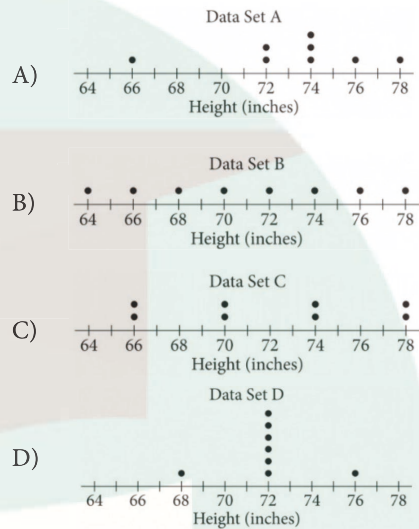 Data Set A
A)
64 66 68 70 72 74 76 78
Height (inches)
Data Set B
B)
64 66 68 70 72 74 76 78
Height (inches)
Data Set C
C)
64 66 68 70 72 74 76 78
Height (inches)
Data Set D
D)
64 66 68 70 72 74 76 78
Height (inches)